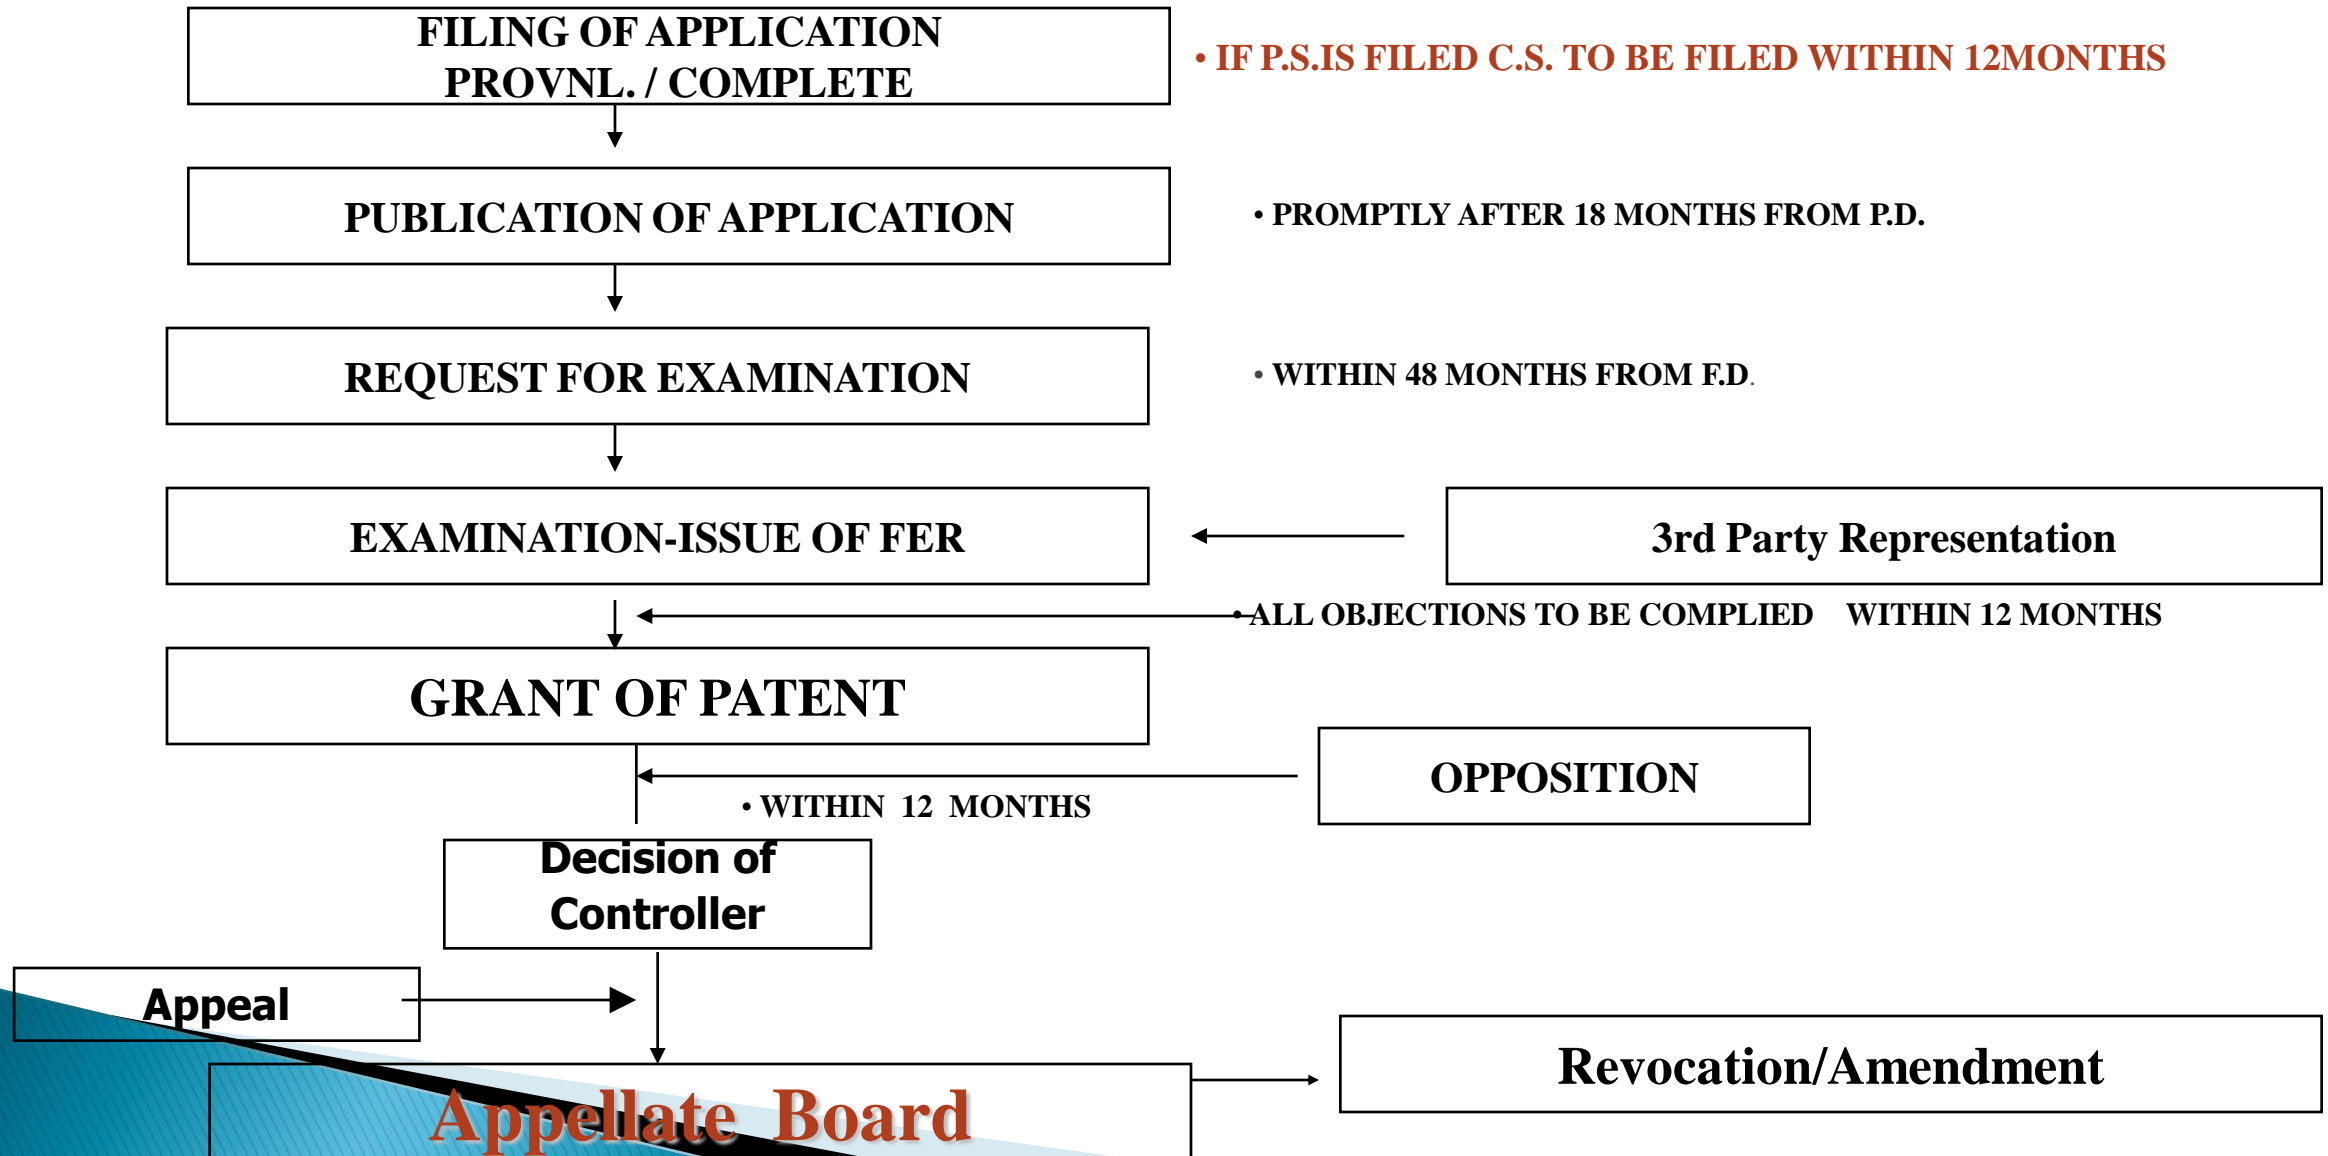 FILING OF APPLICATION
PROVNL. / COMPLETE
• IF P.S.IS FILED C.S. TO BE FILED WITHIN 12MONTHS
PUBLICATION OF APPLICATION
• PROMPTLY AFTER 18 MONTHS FROM P.D.
REQUEST FOR EXAMINATION
• WITHIN 48 MONTHS FROM F.D.
EXAMINATION-ISSUE OF FER
3rd Party Representation
• ALL OBJECTIONS TO BE COMPLIED WITHIN 12 MONTHS
GRANT OF PATENT
OPPOSITION
• WITHIN 12 MONTHS
Decision of
Controller
Appeal
Revocation/Amendment
Appellate Board